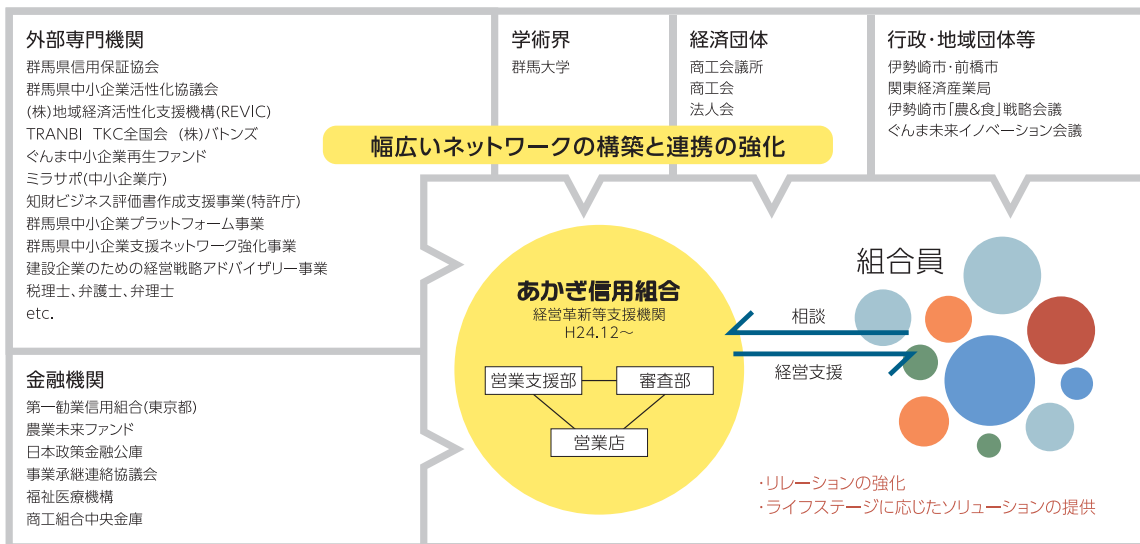 外部専門機関
群馬県信用保証協会
群馬県中小企業活性化協議会
(株)地域経済活性化支援機構(REVIC)
TRANBI TKC全国会 (株)バトンズ
ぐんま中小企業再生ファンド
ミラサポ(中小企業庁)
知財ビジネス評価書作成支援事業(特許庁)
群馬県中小企業プラットフォーム事業
群馬県中小企業支援ネットワーク強化事業
建設企業のための経営戦略アドバイザリー事業
税理士、弁護士、弁理士
etc.
学術界
群馬大学
経済団体
商工会議所
商工会
法人会
行政・地域団体等
伊勢崎市・前橋市
関東経済産業局
伊勢崎市「農&食」戦略会議
ぐんま未来イノベーション会議
幅広いネットワークの構築と連携の強化
金融機関
第一勧業信用組合(東京都)
農業未来ファンド
日本政策金融公庫
事業承継連絡協議会
福祉医療機構
商工組合中央金庫
あかぎ信用組合
経営革新等支援機関
H24.12～
営業支援部
審査部
営業店
相談
経営支援
組合員
・リレーションの強化
・ライフステージに応じたソリューションの提供